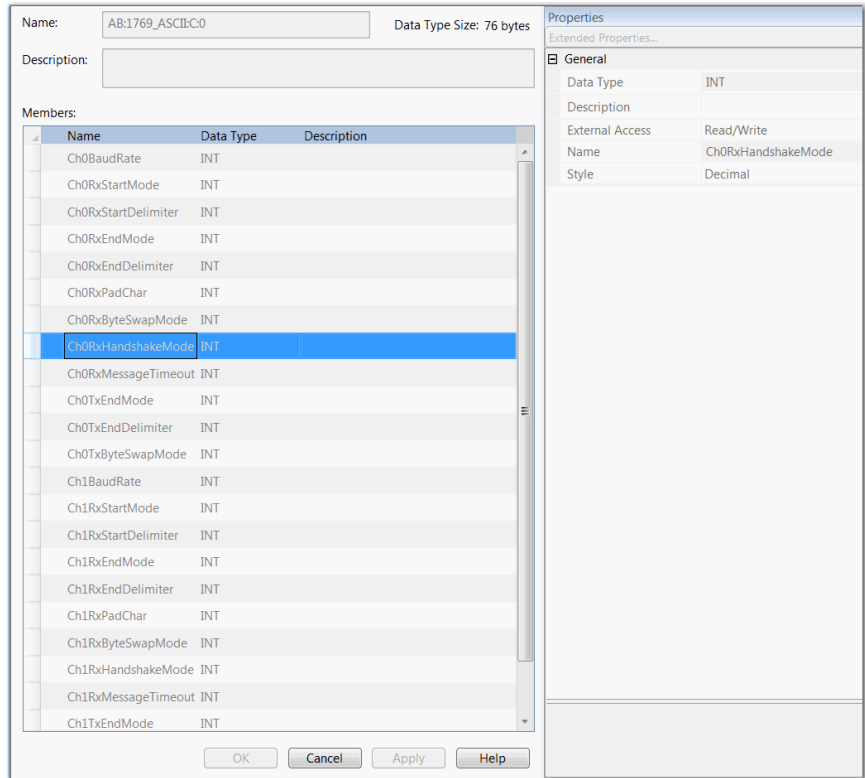 Name: AB:1769_ASCII:C:0 Data Type Size: 76 bytes
Description:
Members:
Name Data Type Description
Ch0BaudRate INT
Ch0RxStartMode INT
Ch0RxStartDelimiter INT
Ch0RxEndMode INT
Ch0RxEndDelimiter INT
Ch0RxPadChar INT
Ch0RxByteSwapMode INT
Ch0RxHandshakeMode INT
Ch0RxMessageTimeout INT
Ch0TxEndMode INT
Ch0TxEndDelimiter INT
Ch0TxByteSwapMode INT
Ch1BaudRate INT
Ch1RxStartMode INT
Ch1RxStartDelimiter INT
Ch1RxEndMode INT
Ch1RxEndDelimiter INT
Ch1RxPadChar INT
Ch1RxByteSwapMode INT
Ch1RxHandshakeMode INT
Ch1RxMessageTimeout INT
Ch1TxEndMode INT
OK Cancel Apply Help
Properties
Extended Properties...
General
Data Type INT
Description
External Access Read/Write
Name Ch0RxHandshakeMode
Style Decimal